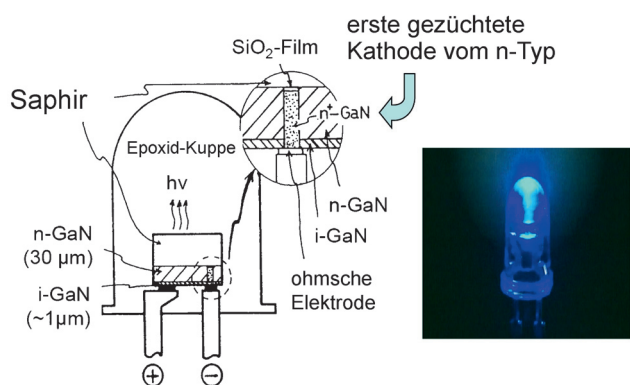 erste gezüchtete
Kathode vom n-Typ
SiO₂-Film
Saphir
n⁺-GaN
Epoxid-Kuppe
hν
n-GaN
i-GaN
n-GaN
(30 µm)
i-GaN
(~1µm)
ohmsche
Elektrode
+
−